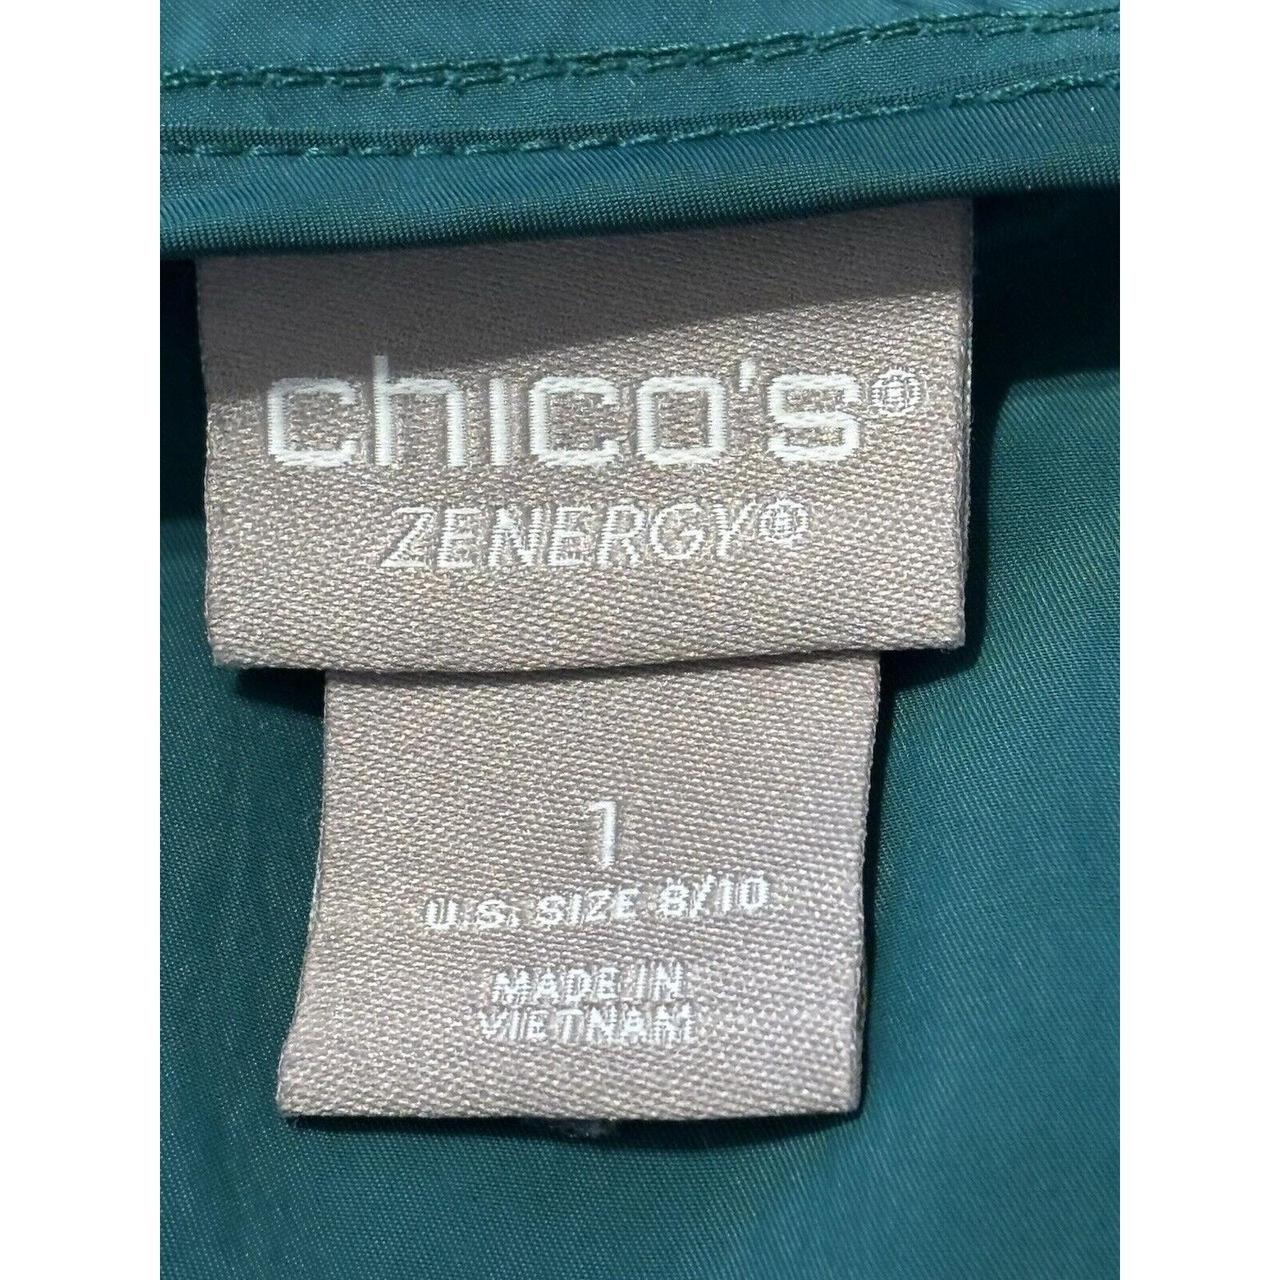 chico's®
ZENERGY®
1
U.S. SIZE 8/10
MADE IN
VIETNAM